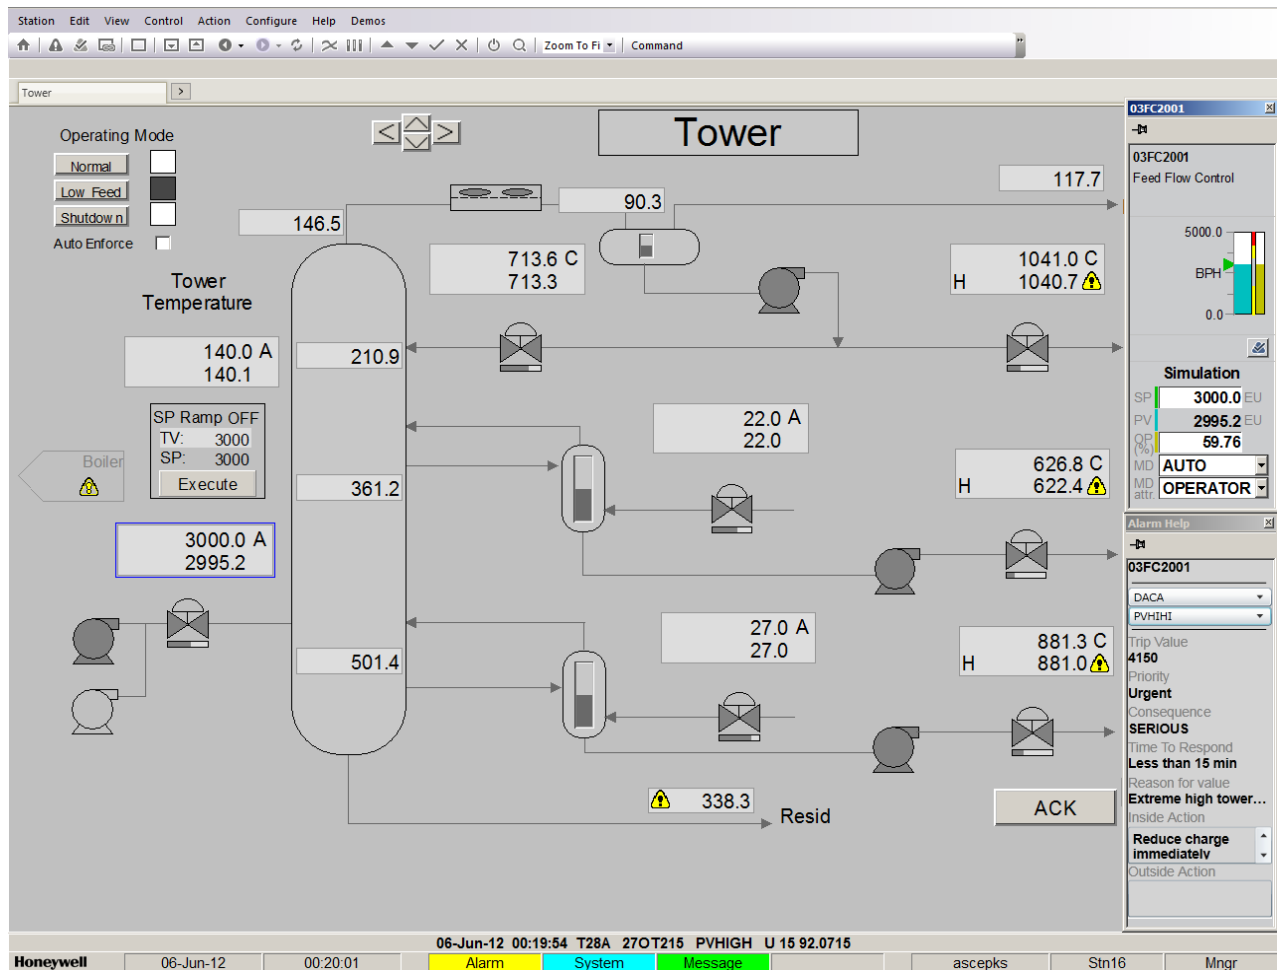 Station Edit View Control Action Configure Help Demos
Zoom To Fi Command
Tower
Operating Mode
Normal
Low Feed
Shutdown
Auto Enforce
Tower
Tower
Temperature
146.5
90.3
117.7
713.6 C
713.3
1041.0 C
H 1040.7
140.0 A
140.1
210.9
SP Ramp OFF
TV: 3000
SP: 3000
Execute
Boiler
361.2
22.0 A
22.0
626.8 C
H 622.4
3000.0 A
2995.2
27.0 A
27.0
881.3 C
H 881.0
501.4
338.3
Resid
ACK
03FC2001
03FC2001
Feed Flow Control
5000.0
BPH
0.0
Simulation
SP 3000.0 EU
PV 2995.2 EU
OP (%) 59.76
MD AUTO
MD attr. OPERATOR
Alarm Help
03FC2001
DACA
PVHIHI
Trip Value
4150
Priority
Urgent
Consequence
SERIOUS
Time To Respond
Less than 15 min
Reason for value
Extreme high tower...
Inside Action
Reduce charge
immediately
Outside Action
06-Jun-12 00:19:54 T28A 27OT215 PVHIGH U 15 92.0715
Honeywell 06-Jun-12 00:20:01 Alarm System Message ascepks Stn16 Mngr